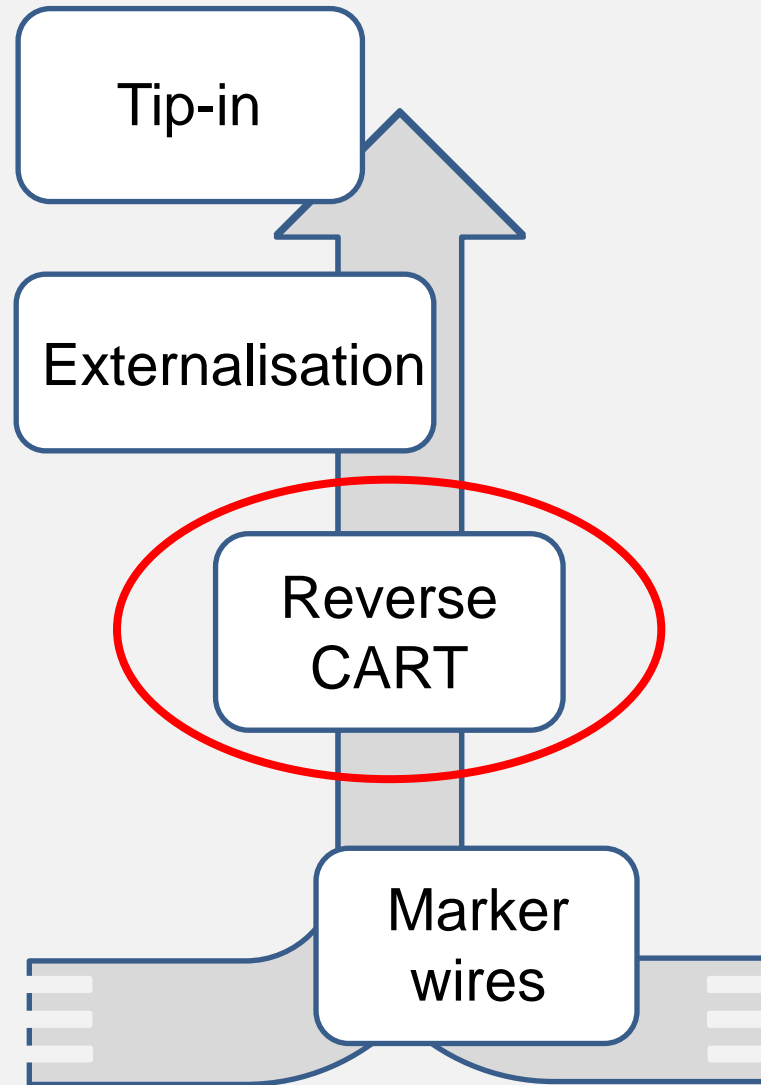 Tip-in
Externalisation
Reverse
CART
Marker
wires